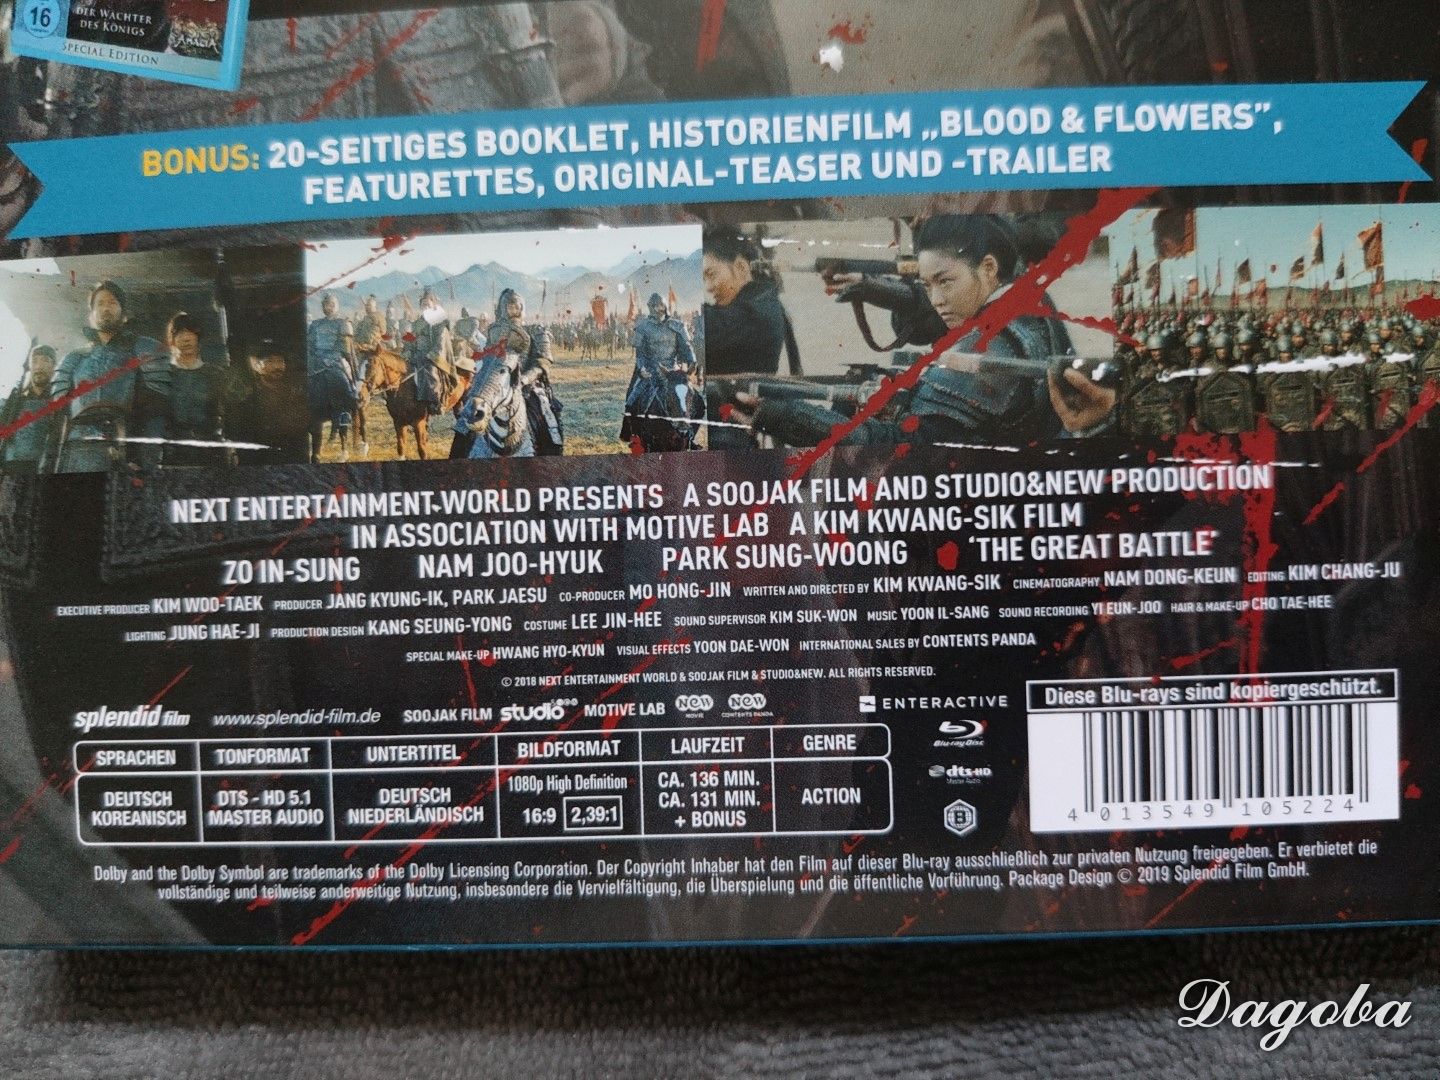 16
DER WÄCHTER
DES KÖNIGS
SPECIAL EDITION
BONUS: 20-SEITIGES BOOKLET, HISTORIENFILM „BLOOD & FLOWERS”,
FEATURETTES, ORIGINAL-TEASER UND -TRAILER
NEXT ENTERTAINMENT WORLD PRESENTS A SOOJAK FILM AND STUDIO&NEW PRODUCTION
IN ASSOCIATION WITH MOTIVE LAB A KIM KWANG-SIK FILM
ZO IN-SUNG NAM JOO-HYUK PARK SUNG-WOONG ‘THE GREAT BATTLE’
EXECUTIVE PRODUCER KIM WOO-TAEK PRODUCER JANG KYUNG-IK, PARK JAESU CO-PRODUCER MO HONG-JIN WRITTEN AND DIRECTED BY KIM KWANG-SIK CINEMATOGRAPHY NAM DONG-KEUN EDITING KIM CHANG-JU
LIGHTING JUNG HAE-JI PRODUCTION DESIGN KANG SEUNG-YONG COSTUME LEE JIN-HEE SOUND SUPERVISOR KIM SUK-WON MUSIC YOON IL-SANG SOUND RECORDING YI EUN-JOO HAIR & MAKE-UP CHO TAE-HEE
SPECIAL MAKE-UP HWANG HYO-KYUN VISUAL EFFECTS YOON DAE-WON INTERNATIONAL SALES BY CONTENTS PANDA
© 2018 NEXT ENTERTAINMENT WORLD & SOOJAK FILM & STUDIO&NEW. ALL RIGHTS RESERVED.
splendid film www.splendid-film.de SOOJAK FILM studio MOTIVE LAB new MOVIE new CONTENTS PANDA ENTERACTIVE
Diese Blu-rays sind kopiergeschützt.
SPRACHEN TONFORMAT UNTERTITEL BILDFORMAT LAUFZEIT GENRE
DEUTSCH
KOREANISCH
DTS - HD 5.1
MASTER AUDIO
DEUTSCH
NIEDERLÄNDISCH
1080p High Definition
16:9 2,39:1
CA. 136 MIN.
CA. 131 MIN.
+ BONUS
ACTION
Blu-ray Disc
dts-HD
Master Audio
B
4 013549 105224
Dolby and the Dolby Symbol are trademarks of the Dolby Licensing Corporation. Der Copyright Inhaber hat den Film auf dieser Blu-ray ausschließlich zur privaten Nutzung freigegeben. Er verbietet die
vollständige und teilweise anderweitige Nutzung, insbesondere die Vervielfältigung, die Überspielung und die öffentliche Vorführung. Package Design © 2019 Splendid Film GmbH.
Dagoba